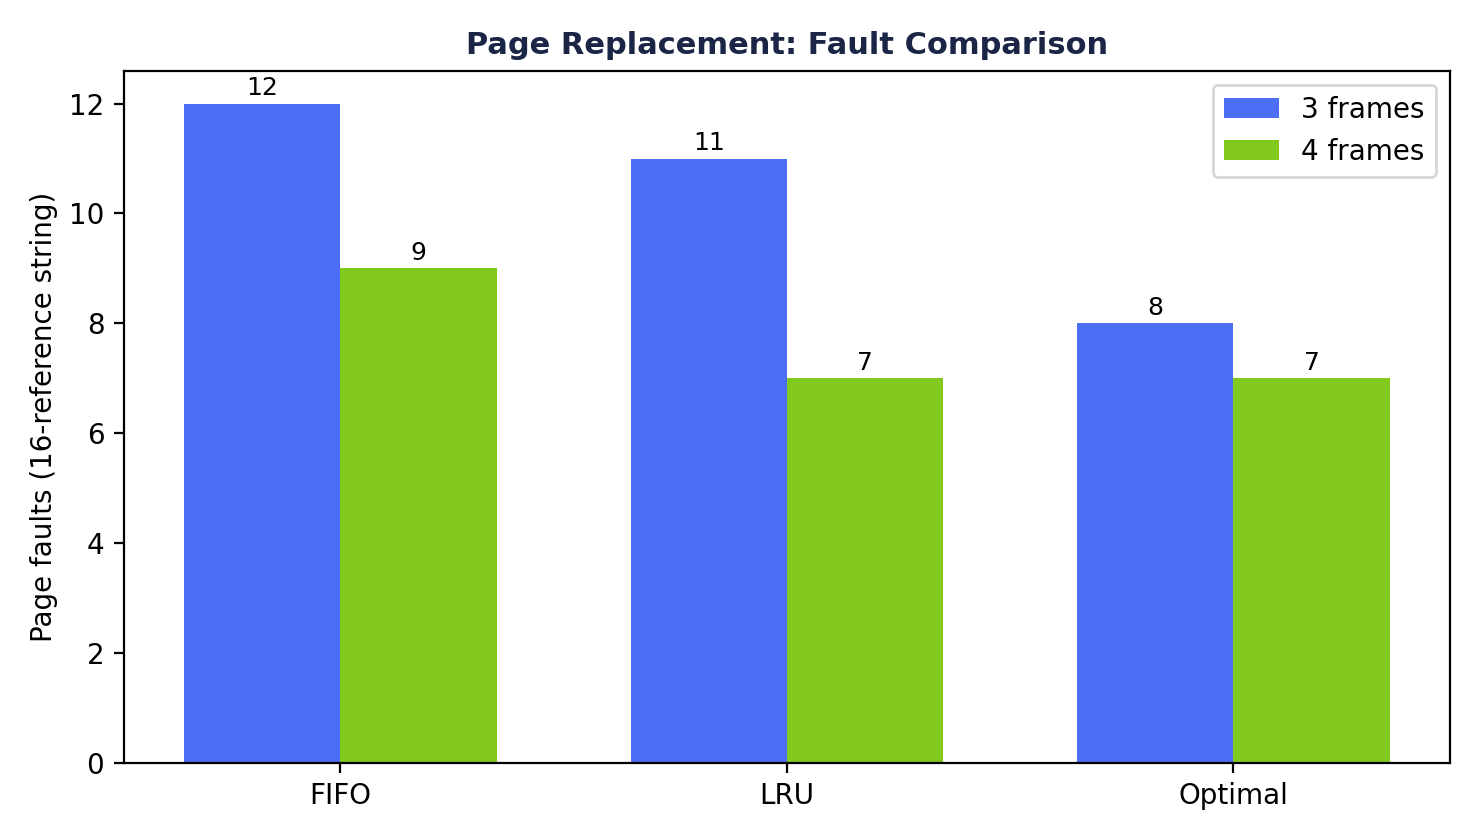 Page Replacement: Fault Comparison
3 frames
4 frames
Page faults (16-reference string)
12
10
8
6
4
2
0
12
9
11
7
8
7
FIFO
LRU
Optimal